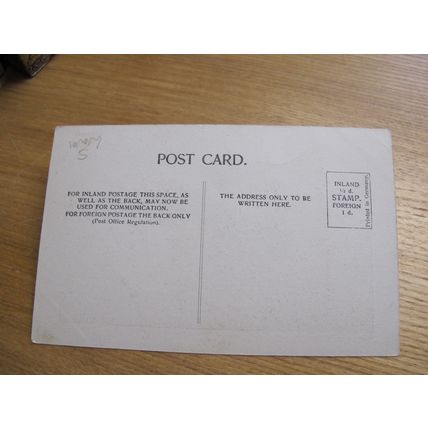 POST CARD.
FOR INLAND POSTAGE THIS SPACE, AS
WELL AS THE BACK, MAY NOW BE
USED FOR COMMUNICATION.
FOR FOREIGN POSTAGE THE BACK ONLY
(Post Office Regulation).
THE ADDRESS ONLY TO BE
WRITTEN HERE.
INLAND
½ d.
STAMP.
FOREIGN
1 d.
Printed in Germany.